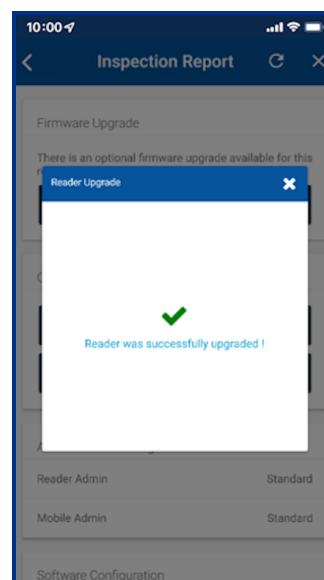 10:00
Inspection Report
Firmware Upgrade
There is an optional firmware upgrade available for this
Reader Upgrade
Reader was successfully upgraded !
Reader Admin Standard
Mobile Admin Standard
Software Configuration